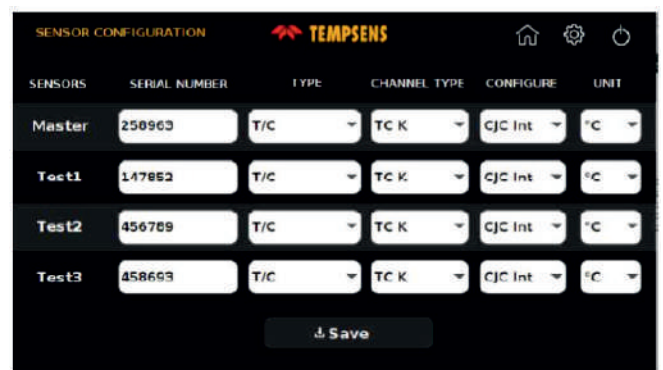 SENSOR CONFIGURATION TEMPSENS
SENSORS SERIAL NUMBER TYPE CHANNEL TYPE CONFIGURE UNIT
Master 258963 T/C TC K CJC Int °C
Test1 147852 T/C TC K CJC Int °C
Test2 456789 T/C TC K CJC Int °C
Test3 458693 T/C TC K CJC Int °C
Save